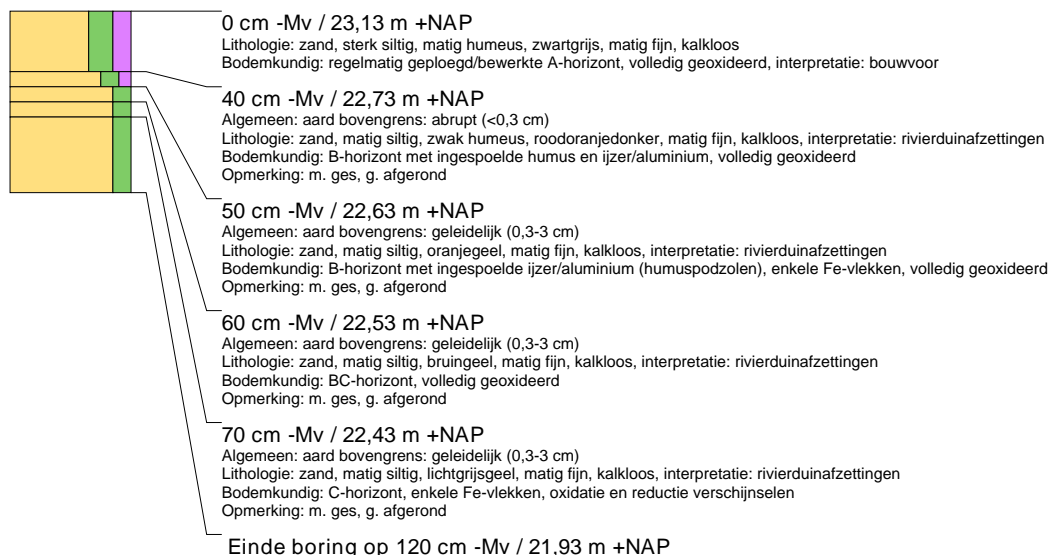 0 cm -Mv / 23,13 m +NAP
Lithologie: zand, sterk siltig, matig humeus, zwartgrijs, matig fijn, kalkloos
Bodemkundig: regelmatig geploegd/bewerkte A-horizont, volledig geoxideerd, interpretatie: bouwvoor
40 cm -Mv / 22,73 m +NAP
Algemeen: aard bovengrens: abrupt (<0,3 cm)
Lithologie: zand, matig siltig, zwak humeus, roodoranjedonker, matig fijn, kalkloos, interpretatie: rivierduinafzettingen
Bodemkundig: B-horizont met ingespoelde humus en ijzer/aluminium, volledig geoxideerd
Opmerking: m. ges, g. afgerond
50 cm -Mv / 22,63 m +NAP
Algemeen: aard bovengrens: geleidelijk (0,3-3 cm)
Lithologie: zand, matig siltig, oranjegeel, matig fijn, kalkloos, interpretatie: rivierduinafzettingen
Bodemkundig: B-horizont met ingespoelde ijzer/aluminium (humuspodzolen), enkele Fe-vlekken, volledig geoxideerd
Opmerking: m. ges, g. afgerond
60 cm -Mv / 22,53 m +NAP
Algemeen: aard bovengrens: geleidelijk (0,3-3 cm)
Lithologie: zand, matig siltig, bruingeel, matig fijn, kalkloos, interpretatie: rivierduinafzettingen
Bodemkundig: BC-horizont, volledig geoxideerd
Opmerking: m. ges, g. afgerond
70 cm -Mv / 22,43 m +NAP
Algemeen: aard bovengrens: geleidelijk (0,3-3 cm)
Lithologie: zand, matig siltig, lichtgrijsgeel, matig fijn, kalkloos, interpretatie: rivierduinafzettingen
Bodemkundig: C-horizont, enkele Fe-vlekken, oxidatie en reductie verschijnselen
Opmerking: m. ges, g. afgerond
Einde boring op 120 cm -Mv / 21,93 m +NAP